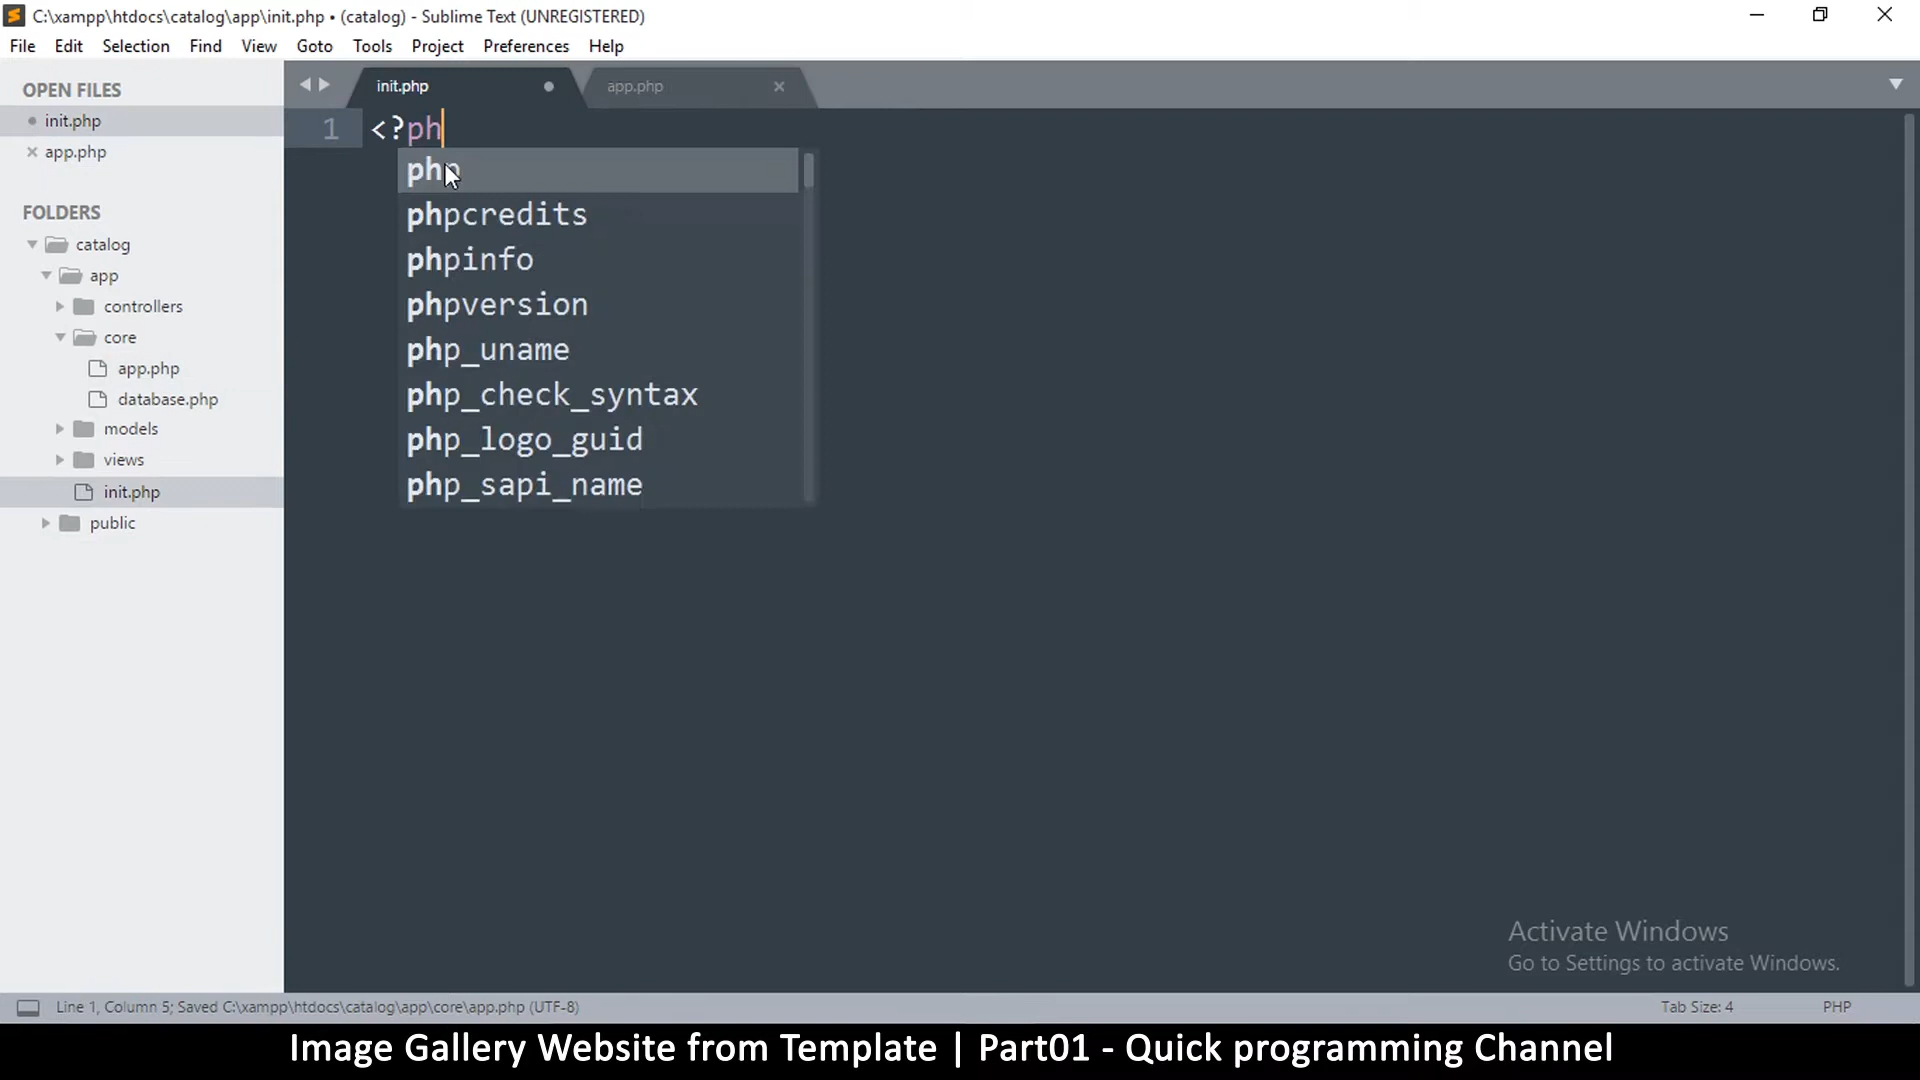 C:\xampp\htdocs\catalog\app\init.php • (catalog) - Sublime Text (UNREGISTERED)
File Edit Selection Find View Goto Tools Project Preferences Help
OPEN FILES
init.php
app.php
FOLDERS
catalog
app
controllers
core
app.php
database.php
models
views
init.php
public
init.php
app.php
1 <?ph
php
phpcredits
phpinfo
phpversion
php_uname
php_check_syntax
php_logo_guid
php_sapi_name
Activate Windows
Go to Settings to activate Windows.
Line 1, Column 5; Saved C:\xampp\htdocs\catalog\app\core\app.php (UTF-8)
Tab Size: 4
PHP
Image Gallery Website from Template | Part01 - Quick programming Channel